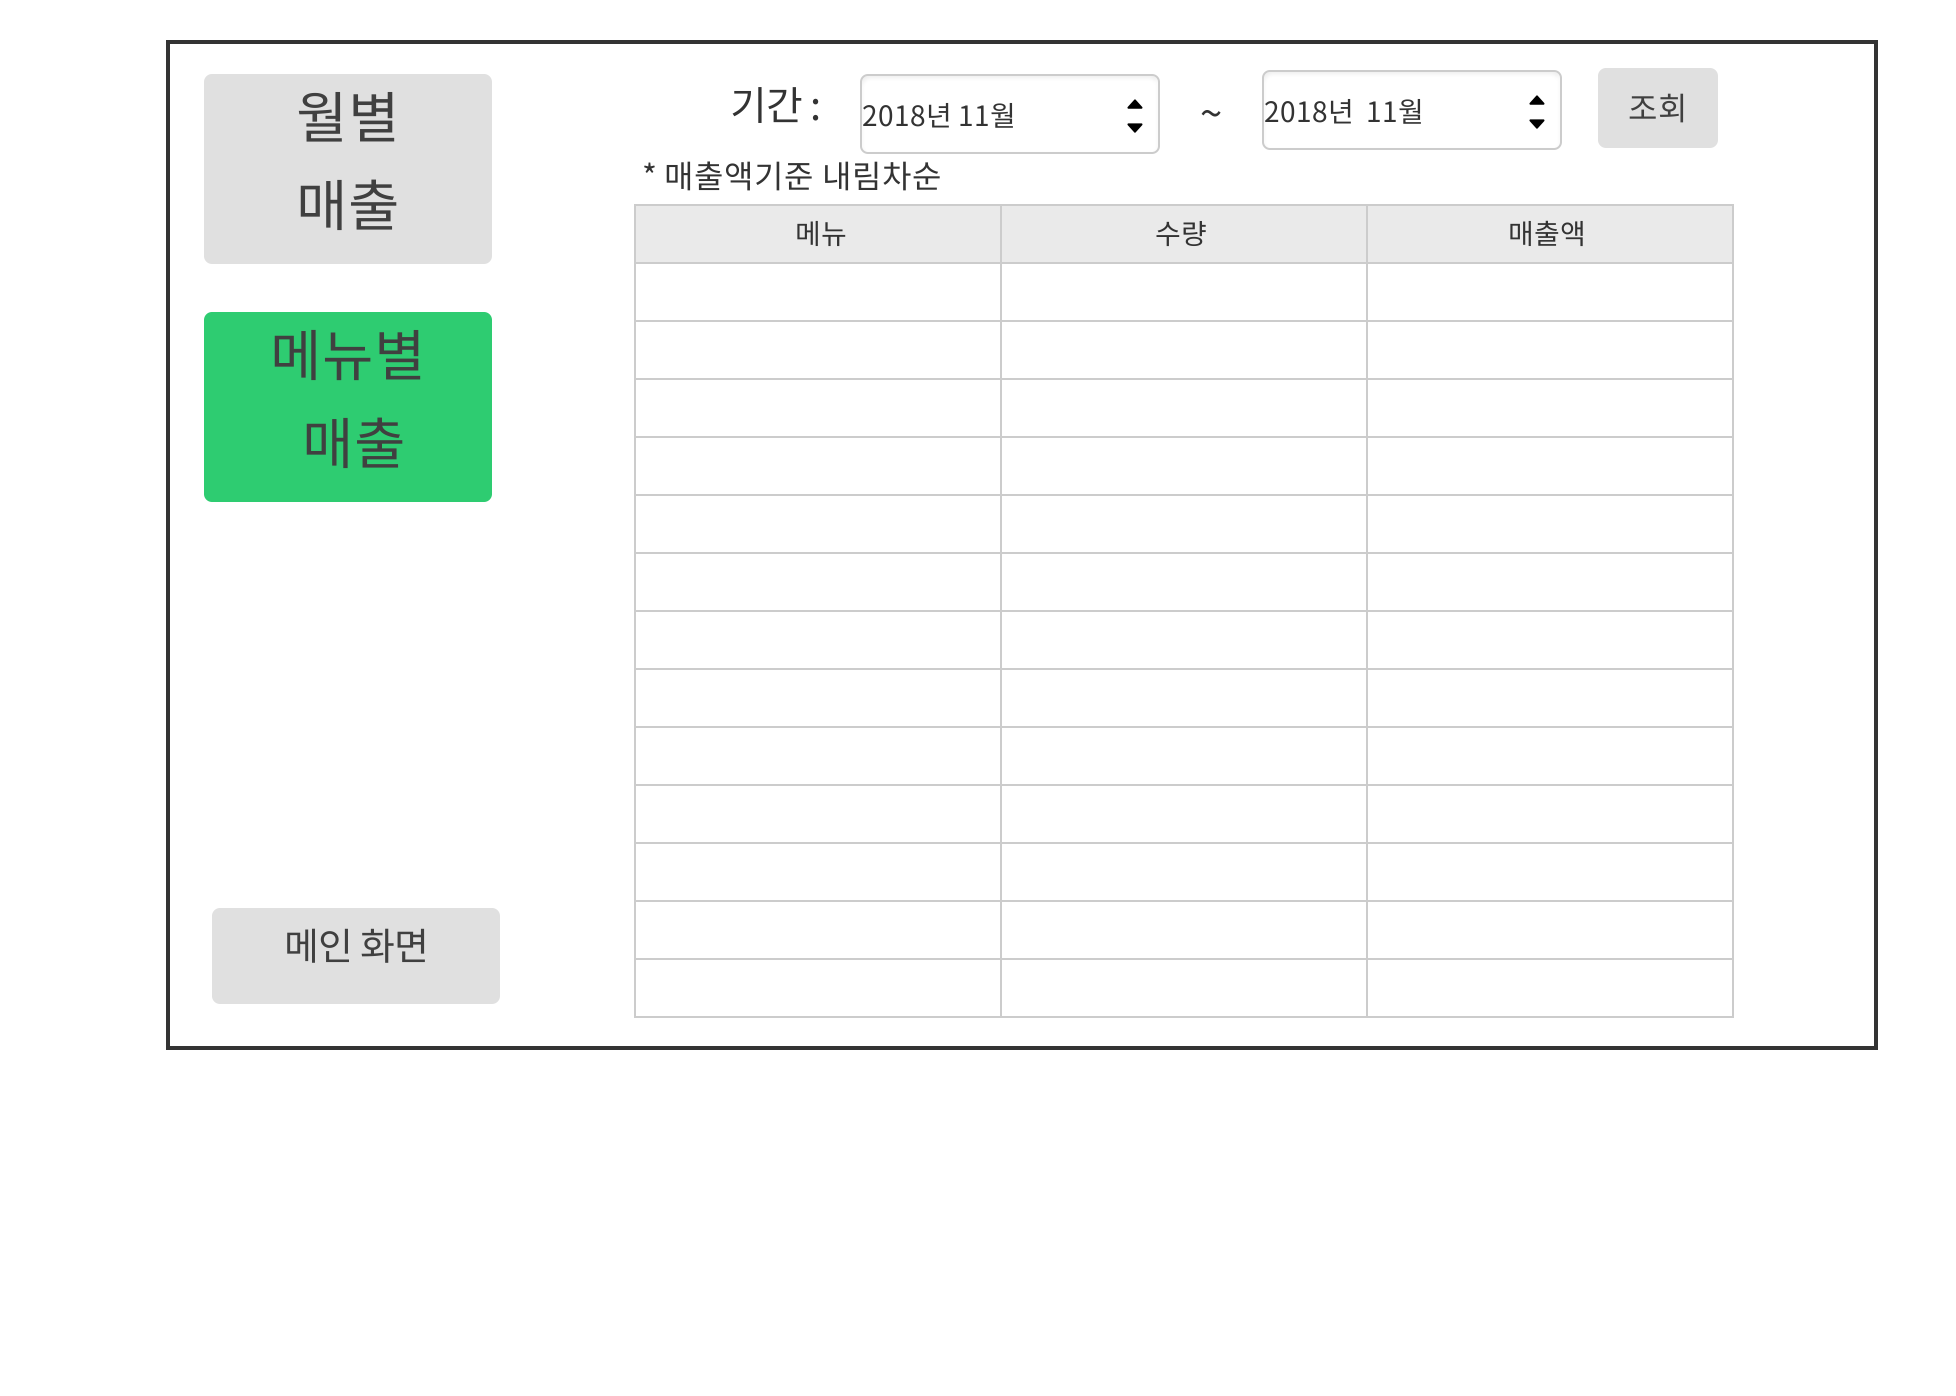 월별
매출
메뉴별
매출
메인 화면
기간 : 2018년 11월 ~ 2018년 11월 조회
* 매출액기준 내림차순
메뉴 수량 매출액